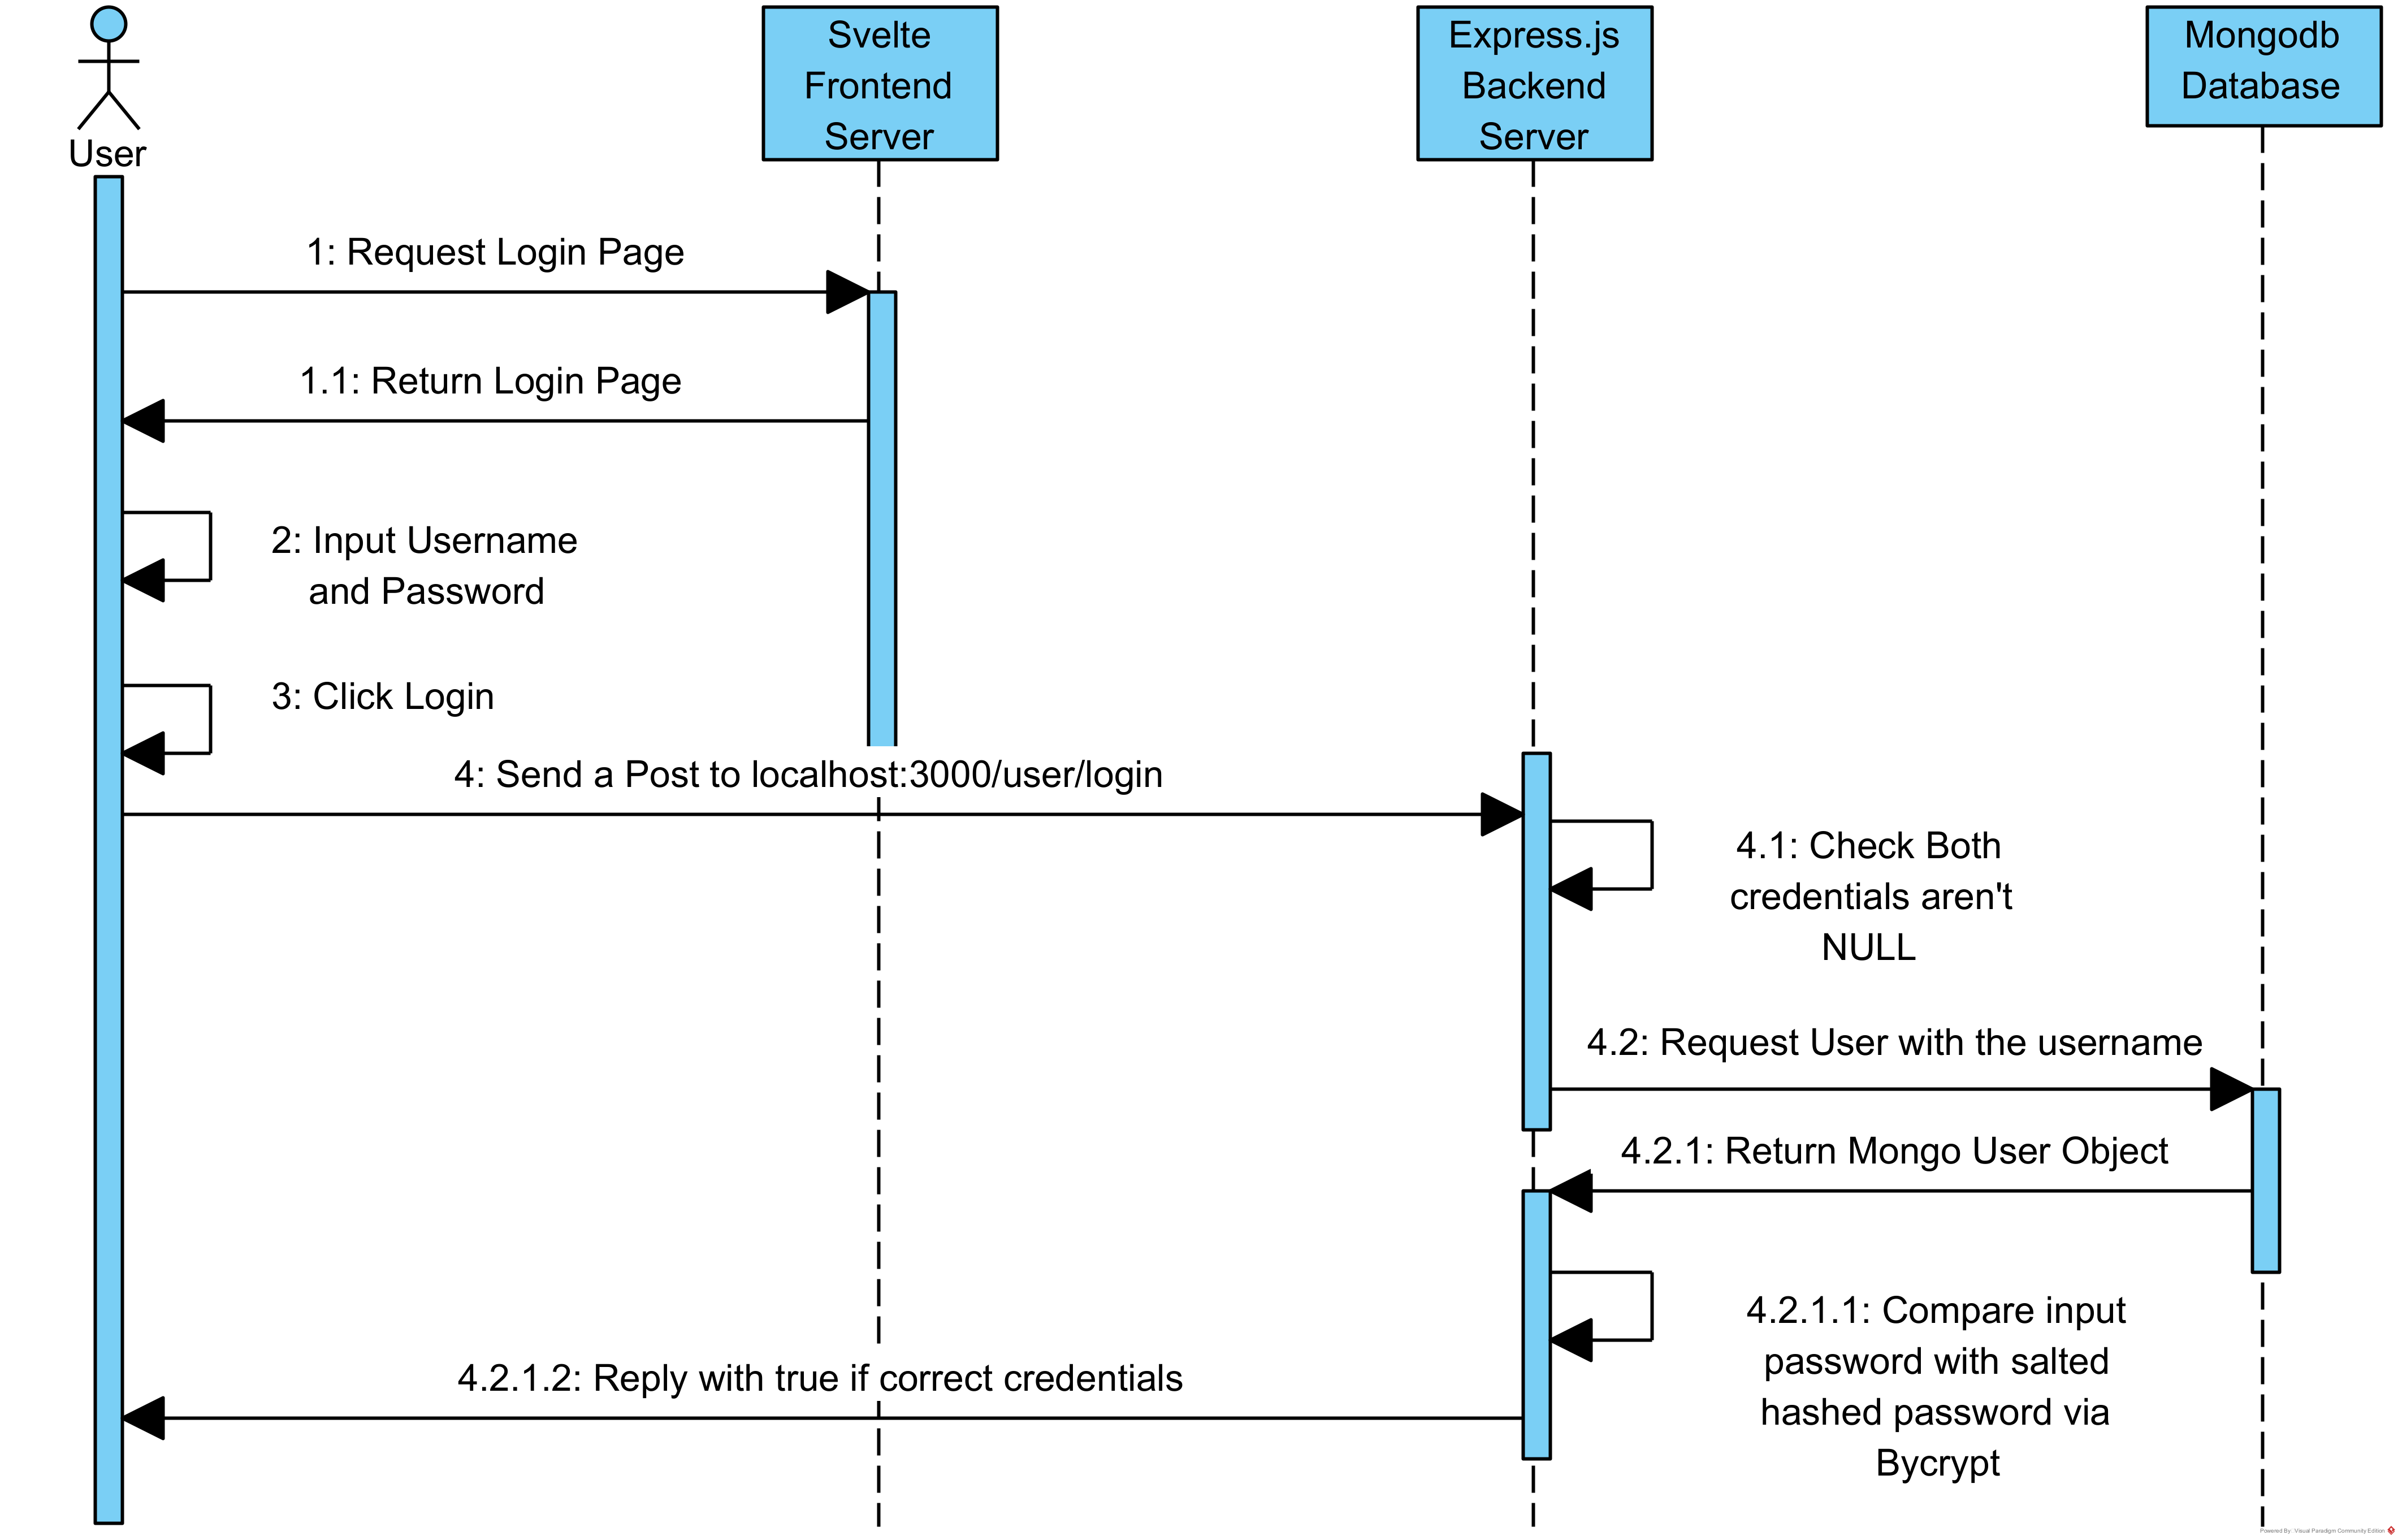 User
Svelte
Frontend
Server
Express.js
Backend
Server
Mongodb
Database
1: Request Login Page
1.1: Return Login Page
2: Input Username
and Password
3: Click Login
4: Send a Post to localhost:3000/user/login
4.1: Check Both
credentials aren't
NULL
4.2: Request User with the username
4.2.1: Return Mongo User Object
4.2.1.1: Compare input
password with salted
hashed password via
Bycrypt
4.2.1.2: Reply with true if correct credentials
Powered By: Visual Paradigm Community Edition